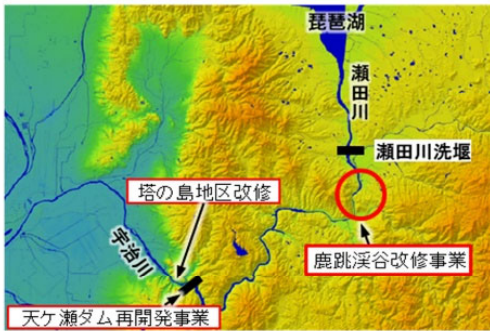 琵琶湖
瀬田川
瀬田川洗堰
塔の島地区改修
宇治川
鹿跳渓谷改修事業
天ケ瀬ダム再開発事業